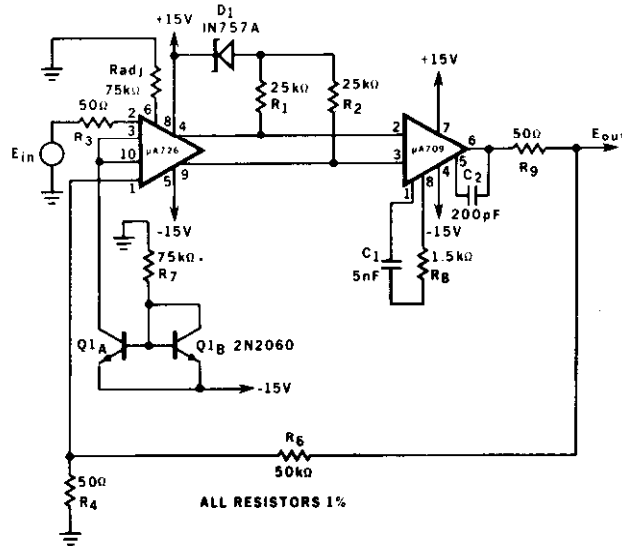 D1
IN757A
+15V
Radj
75kΩ
25kΩ
R1
25kΩ
R2
+15V
50Ω
R3
Ein
6
8
4
2
3
10
1
5
9
μA726
-15V
2
3
7
6
5
4
8
1
μA709
50Ω
R9
Eout
C2
200pF
-15V
C1
5nF
1.5kΩ
R8
75kΩ.
R7
Q1A
Q1B 2N2060
-15V
R6
50kΩ
50Ω
R4
ALL RESISTORS 1%